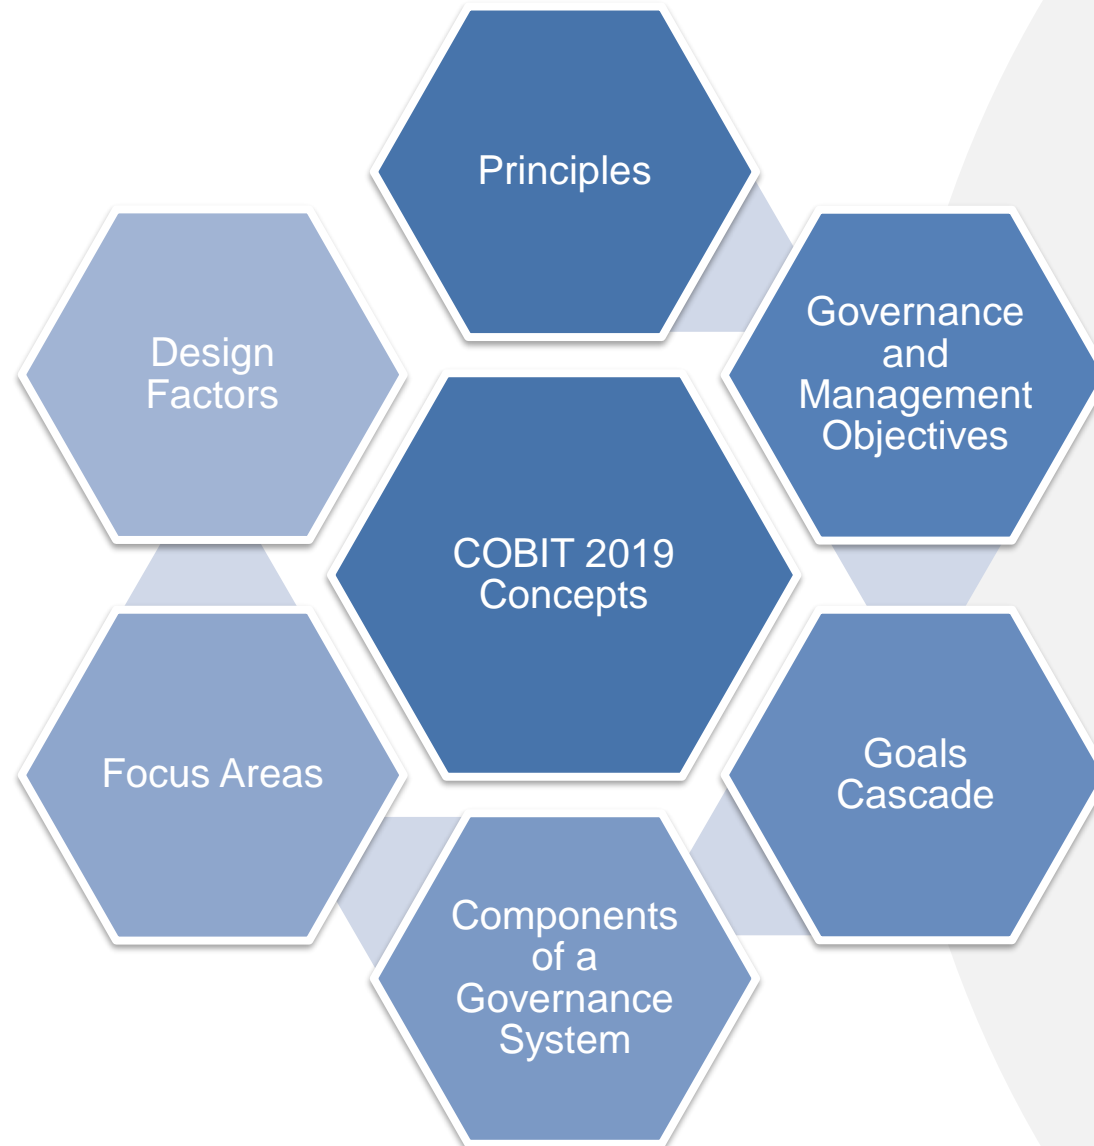 Principles
Governance
and
Management
Objectives
Goals
Cascade
Components
of a
Governance
System
Focus Areas
Design
Factors
COBIT 2019
Concepts